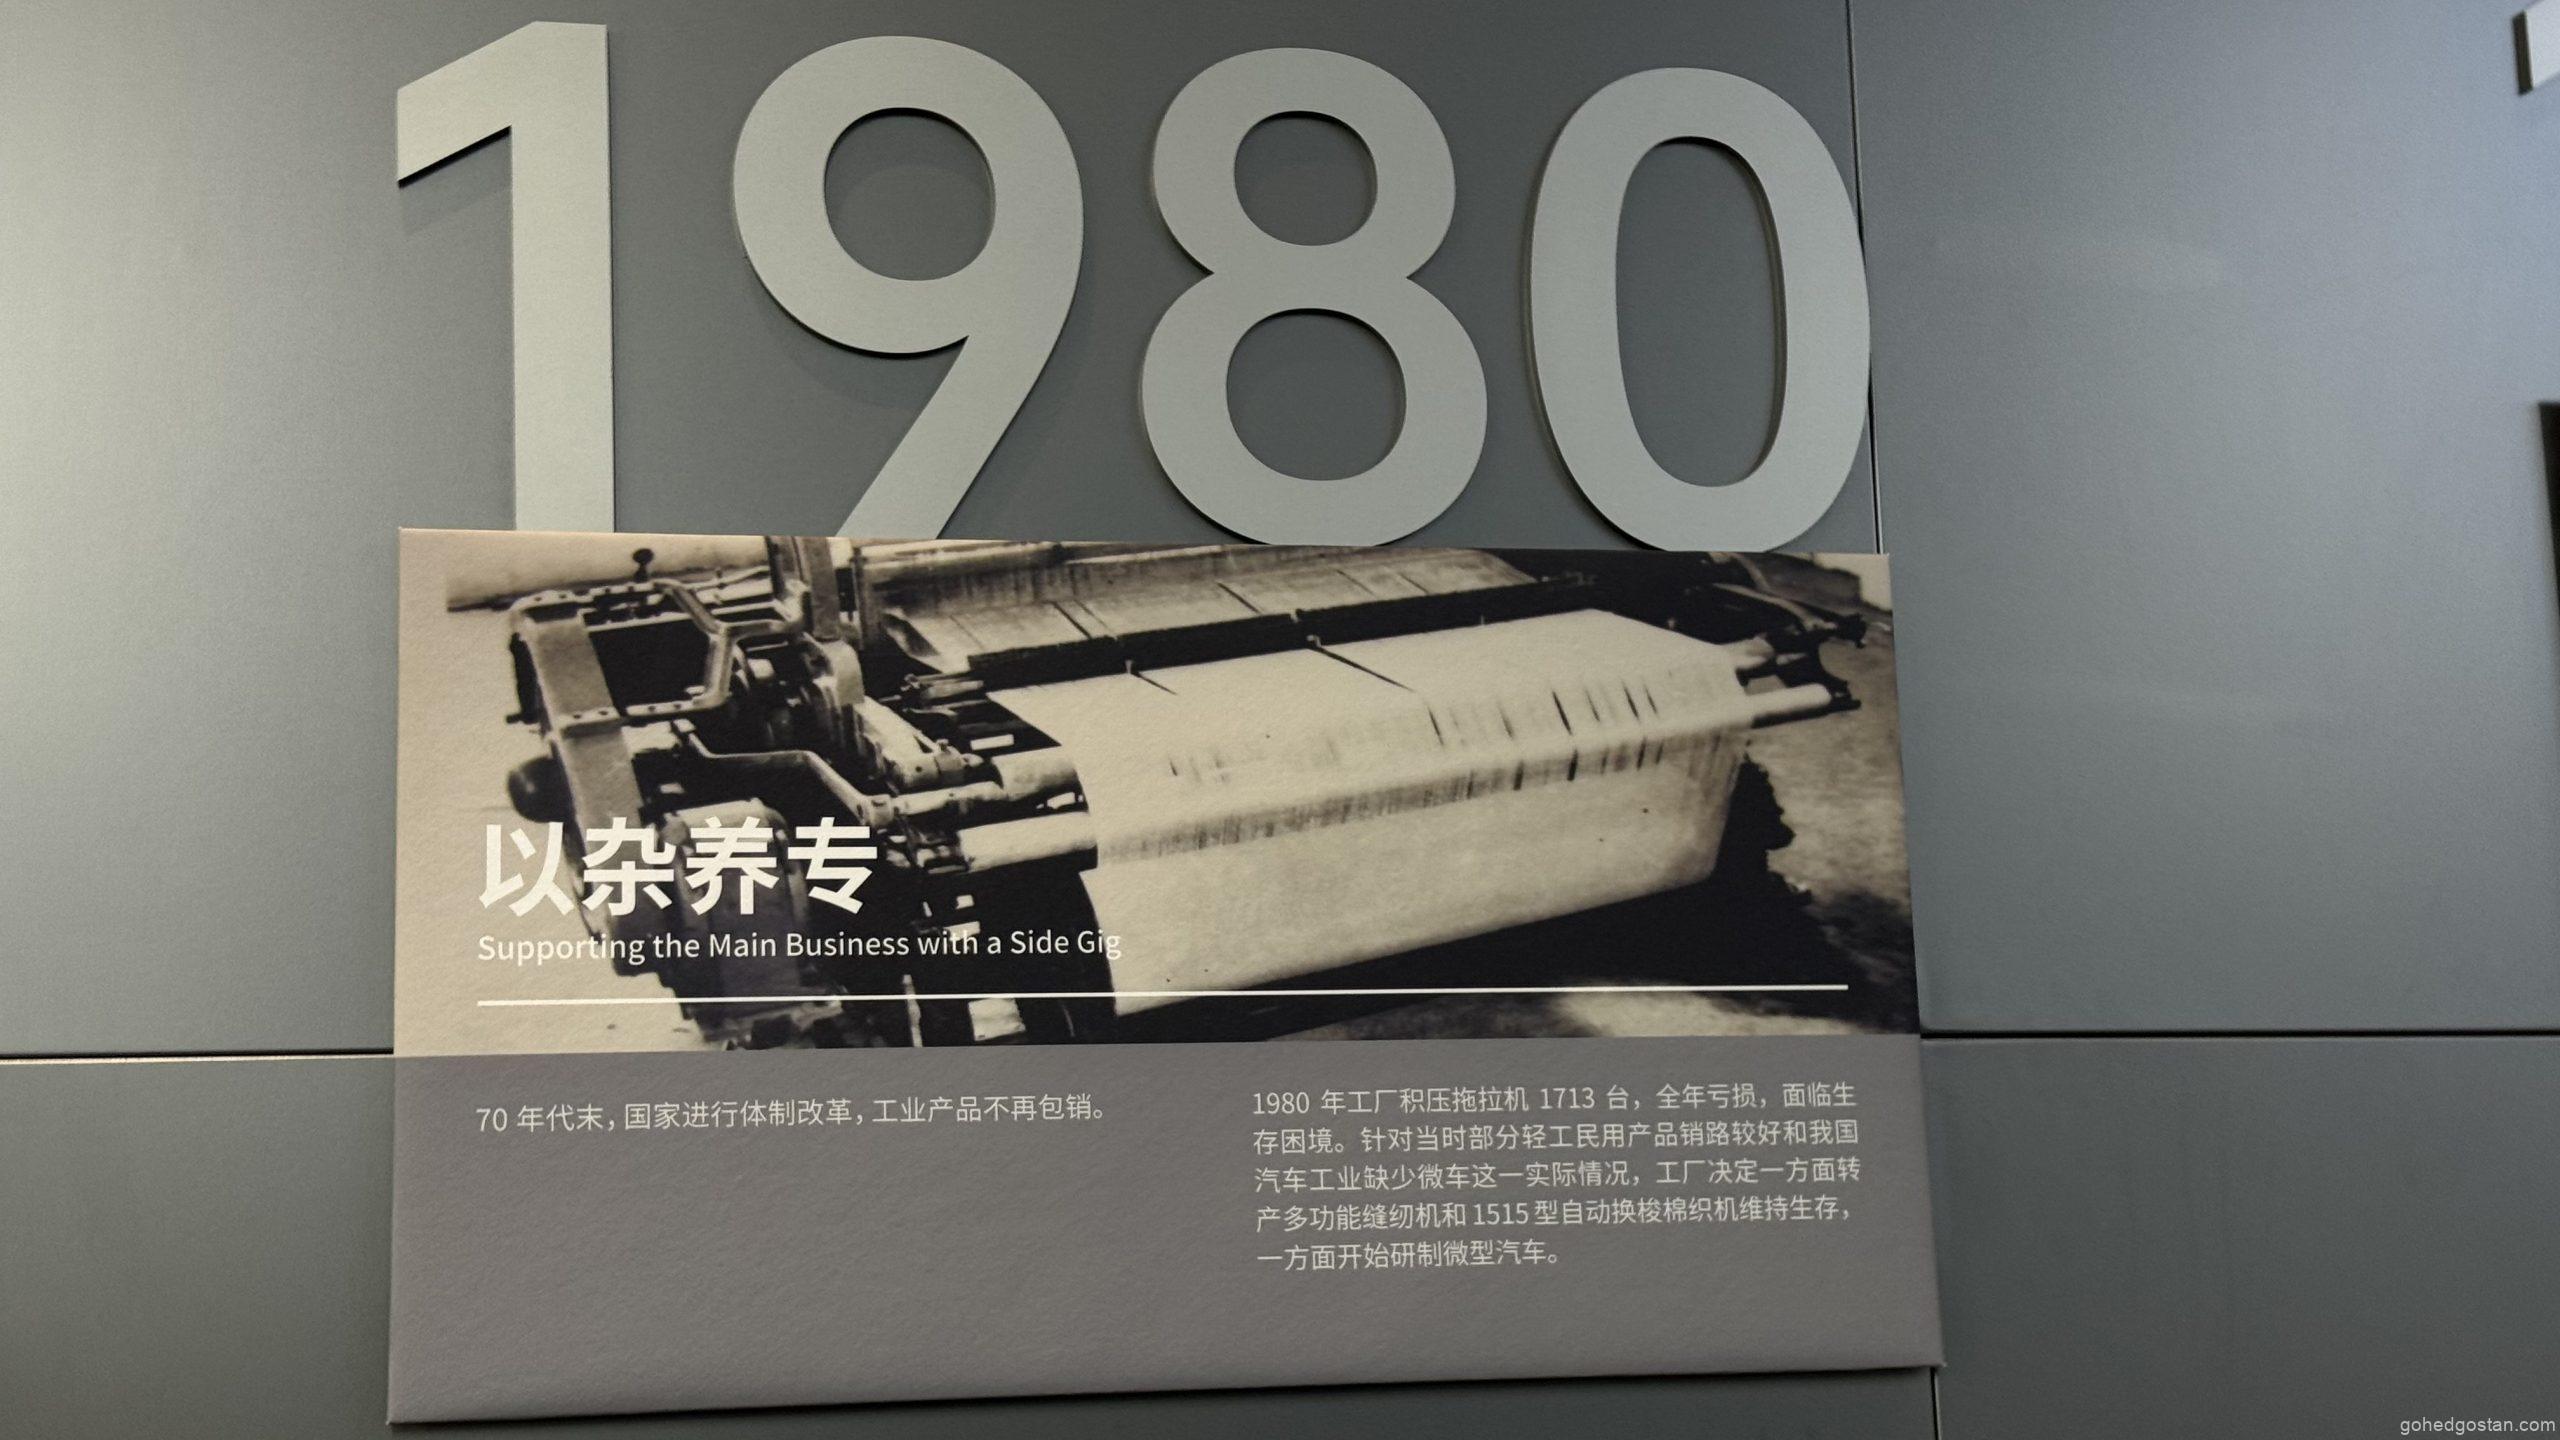 1980
以杂养专
Supporting the Main Business with a Side Gig
70 年代末，国家进行体制改革，工业产品不再包销。
1980 年工厂积压拖拉机 1713 台，全年亏损，面临生
存困境。针对当时部分轻工民用产品销路较好和我国
汽车工业缺少微车这一实际情况，工厂决定一方面转
产多功能缝纫机和 1515 型自动换梭棉织机维持生存，
一方面开始研制微型汽车。
gohedgostan.com